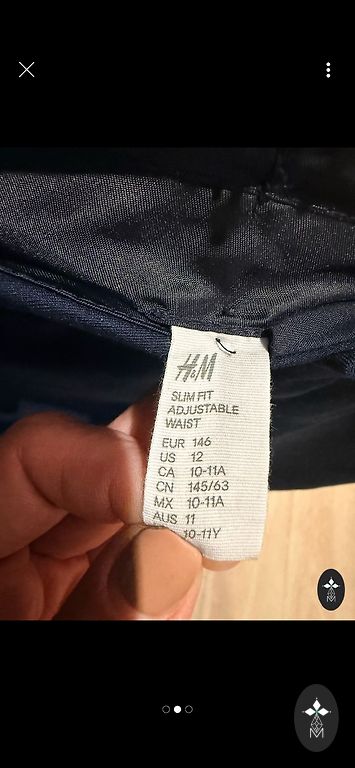 H&M
SLIM FIT
ADJUSTABLE
WAIST
EUR 146
US 12
CA 10-11A
CN 145/63
MX 10-11A
AUS 11
10-11Y
M
M